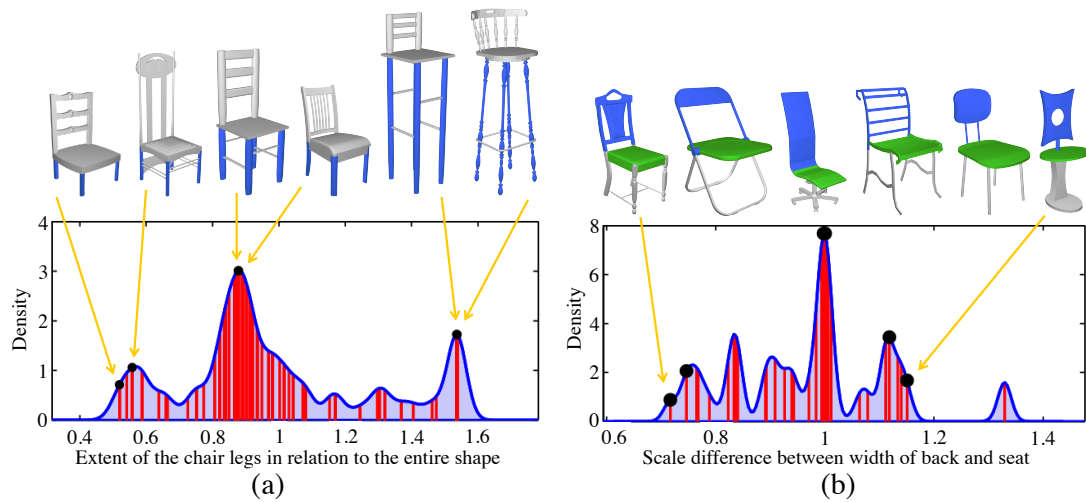 4
3
2
1
0
Density
0.4 0.6 0.8 1 1.2 1.4 1.6
Extent of the chair legs in relation to the entire shape
(a)
8
6
4
2
0
Density
0.6 0.8 1 1.2 1.4
Scale difference between width of back and seat
(b)